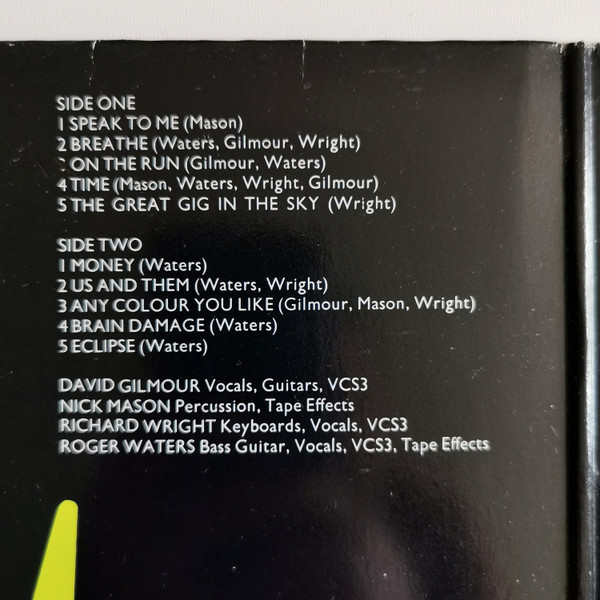 SIDE ONE
1 SPEAK TO ME (Mason)
2 BREATHE (Waters, Gilmour, Wright)
3 ON THE RUN (Gilmour, Waters)
4 TIME (Mason, Waters, Wright, Gilmour)
5 THE GREAT GIG IN THE SKY (Wright)
SIDE TWO
1 MONEY (Waters)
2 US AND THEM (Waters, Wright)
3 ANY COLOUR YOU LIKE (Gilmour, Mason, Wright)
4 BRAIN DAMAGE (Waters)
5 ECLIPSE (Waters)
DAVID GILMOUR Vocals, Guitars, VCS3
NICK MASON Percussion, Tape Effects
RICHARD WRIGHT Keyboards, Vocals, VCS3
ROGER WATERS Bass Guitar, Vocals, VCS3, Tape Effects